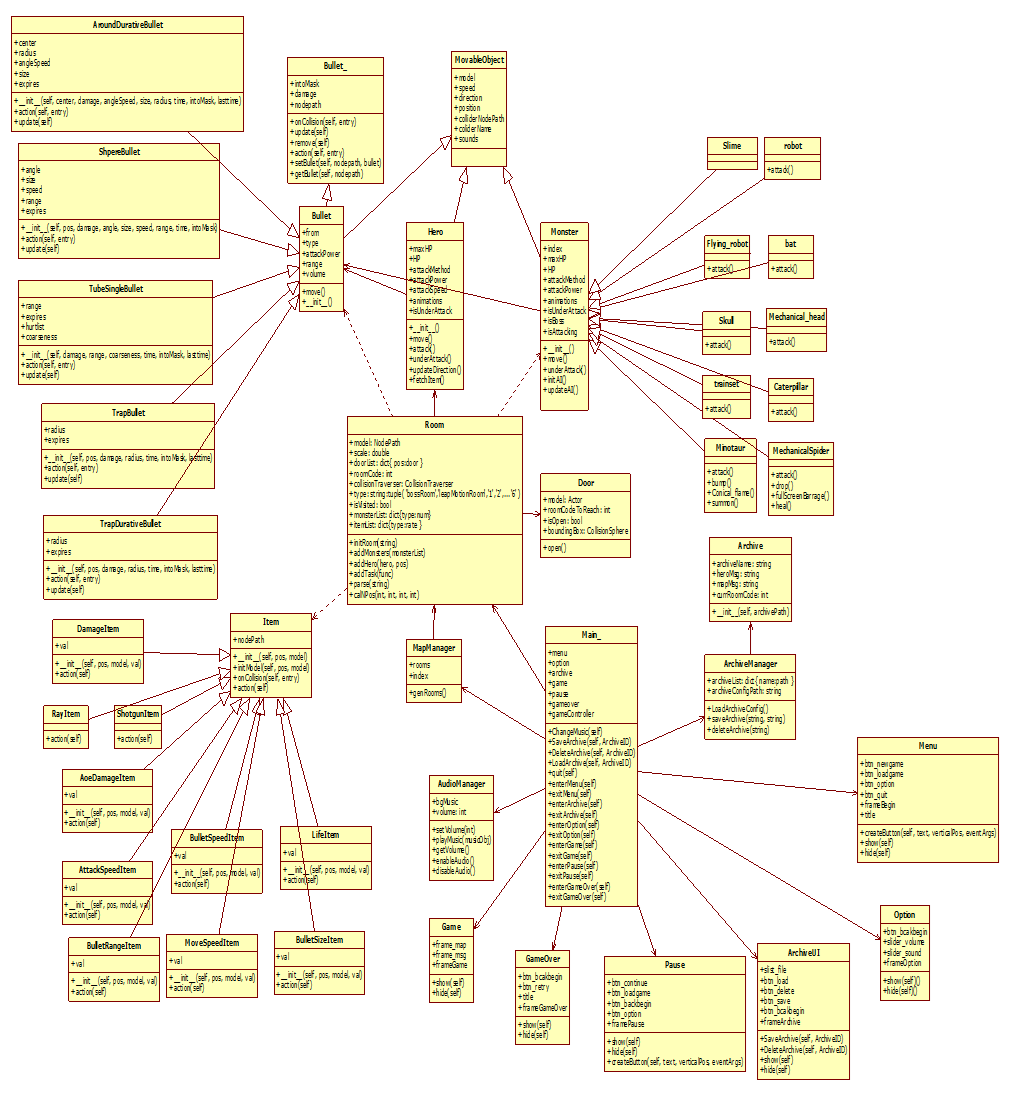 AroundDurativeBullet
+center
+radius
+angleSpeed
+size
+expires
+__init__(self, center, damage, angleSpeed, size, radius, time, intoMask, lasttime)
+action(self, entry)
+update(self)
ShpereBullet
+angle
+size
+speed
+range
+expires
+__init__(self, pos, damage, angle, size, speed, range, time, intoMask)
+action(self, entry)
+update(self)
TubeSingleBullet
+range
+expires
+hurtlist
+coarseness
+__init__(self, damage, range, coarseness, time, intoMask, lasttime)
+action(self, entry)
+update(self)
TrapBullet
+radius
+expires
+__init__(self, pos, damage, radius, time, intoMask, lasttime)
+action(self, entry)
+update(self)
TrapDurativeBullet
+radius
+expires
+__init__(self, pos, damage, radius, time, intoMask, lasttime)
+action(self, entry)
+update(self)
Bullet_
+intoMask
+damage
+nodepath
+onCollision(self, entry)
+update(self)
+remove(self)
+action(self, entry)
+setBullet(self, nodepath, bullet)
+getBullet(self, nodepath)
Bullet
+from
+type
+attackPower
+range
+volume
+move()
+__init__()
MovableObject
+model
+speed
+direction
+position
+coliderNodePath
+coliderName
+sounds
Hero
+maxHP
+HP
+attackMethod
+attackPower
+attackSpeed
+animations
+isUnderAttack
+__init__()
+move()
+attack()
+underAttack()
+updateDirection()
+fetchItem()
Monster
+index
+maxHP
+HP
+attackMethod
+attackPower
+animations
+isUnderAttack
+isBoss
+isAttacking
+__init__()
+move()
+underAttack()
+initAI()
+updateAI()
Slime
robot
+attack()
Flying_robot
+attack()
bat
+attack()
Skull
+attack()
Mechanical_head
+attack()
trainset
+attack()
Caterpillar
+attack()
Minotaur
+attack()
+bump()
+Conical_flame()
+summon()
MechanicalSpider
+attack()
+drop()
+fullScreenBarrage()
+heal()
Room
+model: NodePath
+scale: double
+doorList: dict{ pos:door }
+roomCode: int
+collisionTraverser: CollisionTraverser
+type: string:tuple( 'bossRoom','leapMotionRoom','1','2',....'6')
+isVisited: bool
+monsterList: dict{type:num}
+itemList: dict{type:rate }
+initRoom(string)
+addMonsters(monsterList)
+addHero(hero, pos)
+addTask(func)
+parse(string)
+calNPos(int, int, int, int)
Door
+model: Actor
+roomCodeToReach: int
+isOpen: bool
+boundingBox: CollisionSphere
+open()
Archive
+archiveName: string
+heroMsg: string
+mapMsg: string
+currRoomCode: int
+__init__(self, archivePath)
ArchiveManager
+archiveList: dict{ name:path }
+archiveConfigPath: string
+LoadArchiveConfig()
+saveArchive(string, string)
+deleteArchive(string)
Item
+nodePath
+__init__(self, pos, model)
+initModel(self, pos, model)
+onCollision(self, entry)
+action(self)
DamageItem
+val
+__init__(self, pos, model, val)
+action(self)
RayItem
+action(self)
ShotgunItem
+action(self)
AoeDamageItem
+val
+__init__(self, pos, model, val)
+action(self)
BulletSpeedItem
+val
+__init__(self, pos, model, val)
+action(self)
LifeItem
+val
+__init__(self, pos, model, val)
+action(self)
AttackSpeedItem
+val
+__init__(self, pos, model, val)
+action(self)
BulletRangeItem
+val
+__init__(self, pos, model, val)
+action(self)
MoveSpeedItem
+val
+__init__(self, pos, model, val)
+action(self)
BulletSizeItem
+val
+__init__(self, pos, model, val)
+action(self)
MapManager
+rooms
+index
+genRooms()
Main_
+menu
+option
+archive
+game
+pause
+gameover
+gameControler
+ChangeMusic(self)
+SaveArchive(self, ArchiveID)
+DeleteArchive(self, ArchiveID)
+LoadArchive(self, ArchiveID)
+quit(self)
+enterMenu(self)
+exitMenu(self)
+enterArchive(self)
+exitArchive(self)
+enterOption(self)
+exitOption(self)
+enterGame(self)
+exitGame(self)
+enterPause(self)
+exitPause(self)
+enterGameOver(self)
+exitGameOver(self)
AudioManager
+bgMusic
+volume: int
+setVolume(int)
+playMusic(musicObj)
+getVolume()
+enableAudio()
+disableAudio()
Menu
+btn_newgame
+btn_loadgame
+btn_option
+btn_quit
+frameBegin
+title
+createButton(self, text, verticalPos, eventArgs)
+show(self)
+hide(self)
Game
+frame_map
+frame_msg
+frameGame
+show(self)
+hide(self)
GameOver
+btn_bcakbegin
+btn_retry
+title
+frameGameOver
+show(self)
+hide(self)
Pause
+btn_continue
+btn_loadgame
+btn_backbegin
+btn_option
+framePause
+show(self)
+hide(self)
+createButton(self, text, verticalPos, eventArgs)
ArchiveUI
+slist_file
+btn_load
+btn_delete
+btn_save
+btn_bcakbegin
+frameArchive
+SaveArchive(self, ArchiveID)
+DeleteArchive(self, ArchiveID)
+show(self)
+hide(self)
Option
+btn_bcakbegin
+slider_volume
+slider_sound
+frameOption
+show(self)()
+hide(self)()